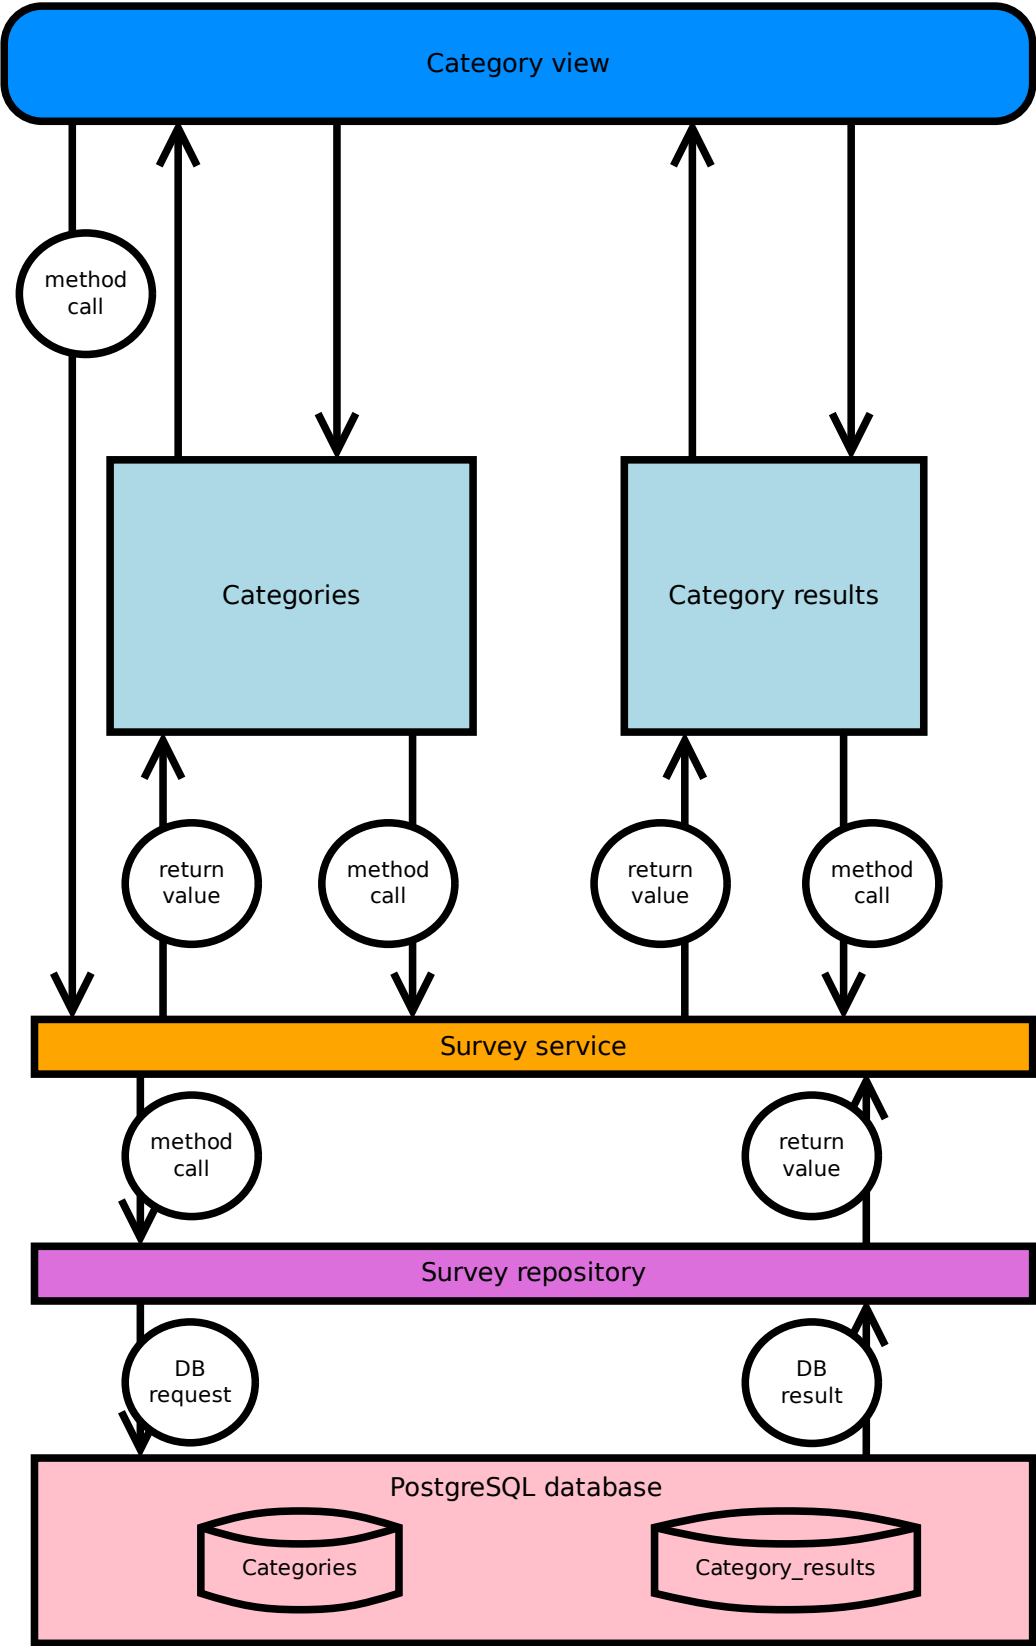 Category view
method
call
Categories
Category results
return
value
method
call
return
value
method
call
Survey service
method
call
return
value
Survey repository
DB
request
DB
result
PostgreSQL database
Categories
Category_results